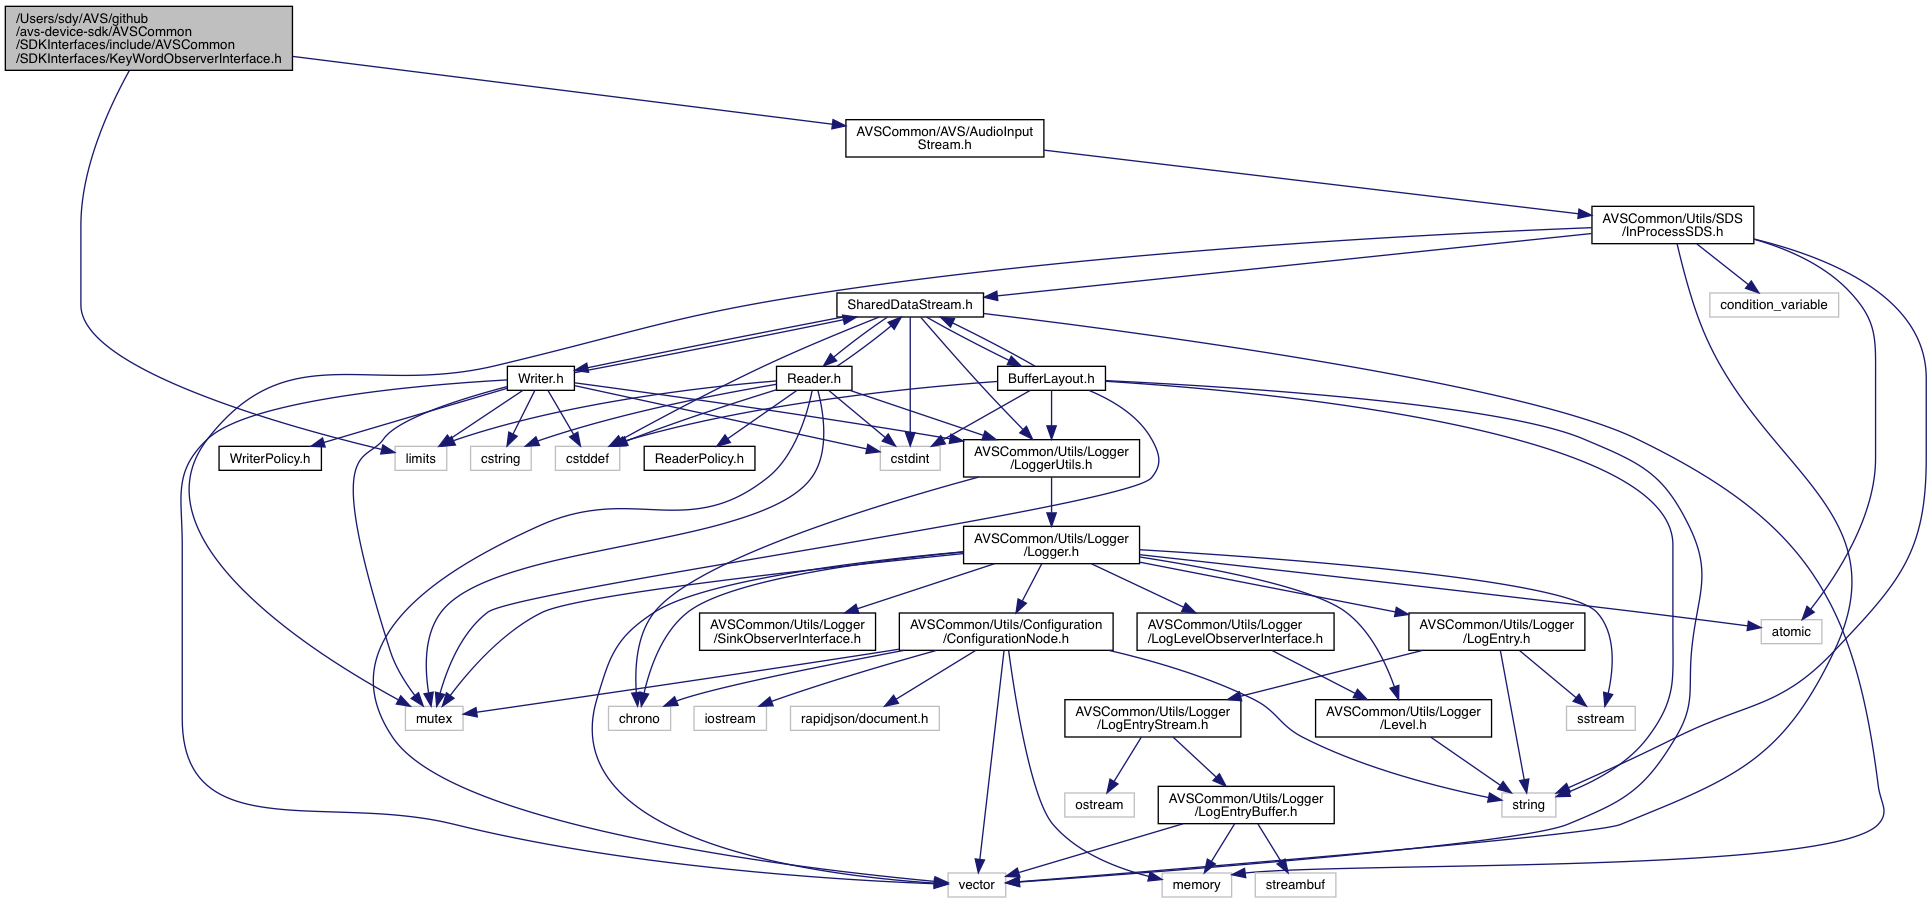 /Users/sdy/AVS/github
/avs-device-sdk/AVSCommon
/SDKInterfaces/include/AVSCommon
/SDKInterfaces/KeyWordObserverInterface.h
AVSCommon/AVS/AudioInput
Stream.h
AVSCommon/Utils/SDS
/InProcessSDS.h
SharedDataStream.h
condition_variable
Writer.h
Reader.h
BufferLayout.h
WriterPolicy.h
limits
cstring
cstddef
ReaderPolicy.h
cstdint
AVSCommon/Utils/Logger
/LoggerUtils.h
AVSCommon/Utils/Logger
/Logger.h
AVSCommon/Utils/Logger
/SinkObserverInterface.h
AVSCommon/Utils/Configuration
/ConfigurationNode.h
AVSCommon/Utils/Logger
/LogLevelObserverInterface.h
AVSCommon/Utils/Logger
/LogEntry.h
atomic
mutex
chrono
iostream
rapidjson/document.h
AVSCommon/Utils/Logger
/LogEntryStream.h
AVSCommon/Utils/Logger
/Level.h
sstream
ostream
AVSCommon/Utils/Logger
/LogEntryBuffer.h
string
vector
memory
streambuf